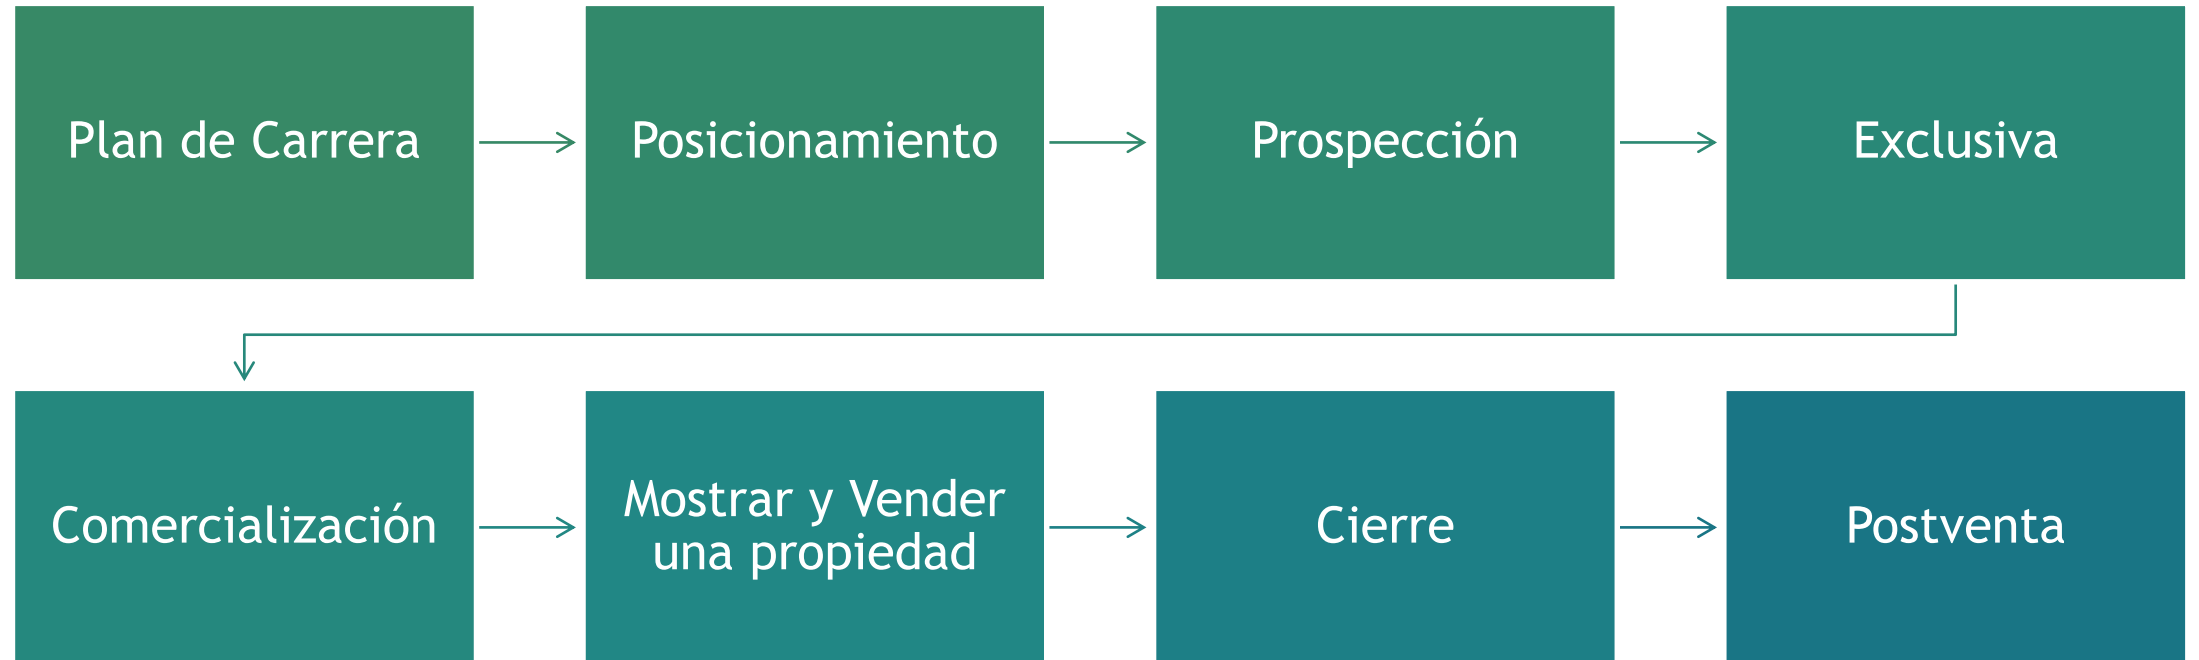 Plan de Carrera
Posicionamiento
Prospección
Exclusiva
Comercialización
Mostrar y Vender
una propiedad
Cierre
Postventa